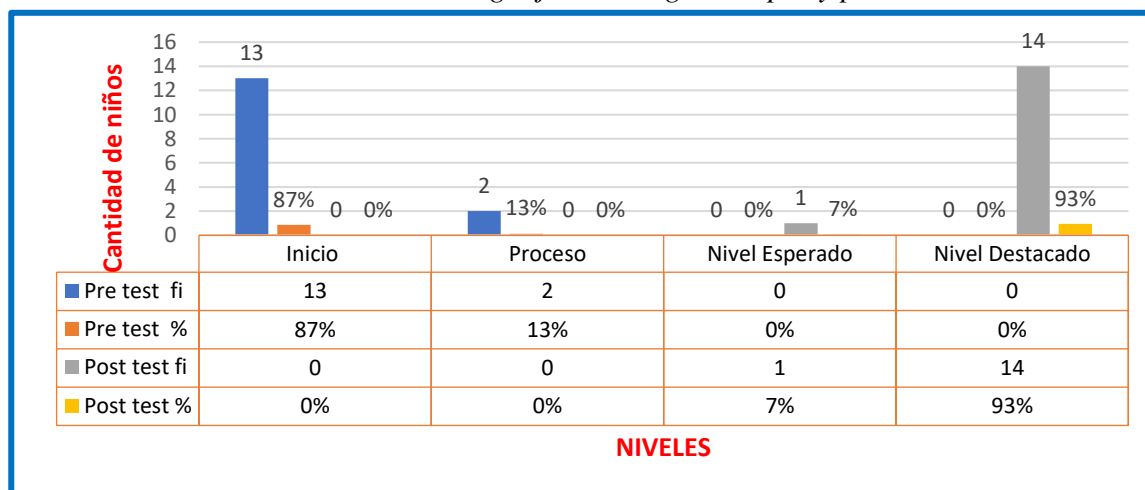 16
14
12
10
8
6
4
2
0
Cantidad de niños
13 87% 0 0% 2 13% 0 0% 0 0% 1 7% 0 0% 14 93%
Inicio Proceso Nivel Esperado Nivel Destacado
Pre test fi 13 2 0 0
Pre test % 87% 13% 0% 0%
Post test fi 0 0 1 14
Post test % 0% 0% 7% 93%
NIVELES